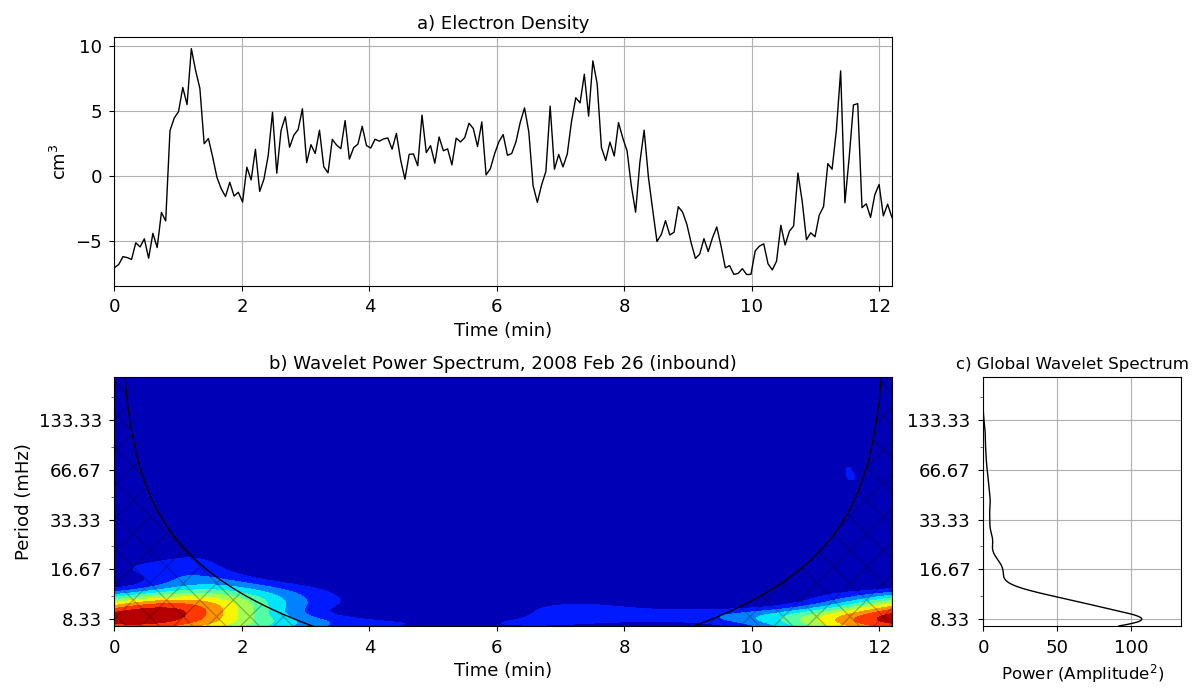 a) Electron Density
cm³
10
5
0
−5
0 2 4 6 8 10 12
Time (min)
b) Wavelet Power Spectrum, 2008 Feb 26 (inbound)
Period (mHz)
133.33
66.67
33.33
16.67
8.33
0 2 4 6 8 10 12
Time (min)
c) Global Wavelet Spectrum
133.33
66.67
33.33
16.67
8.33
0 50 100
Power (Amplitude²)